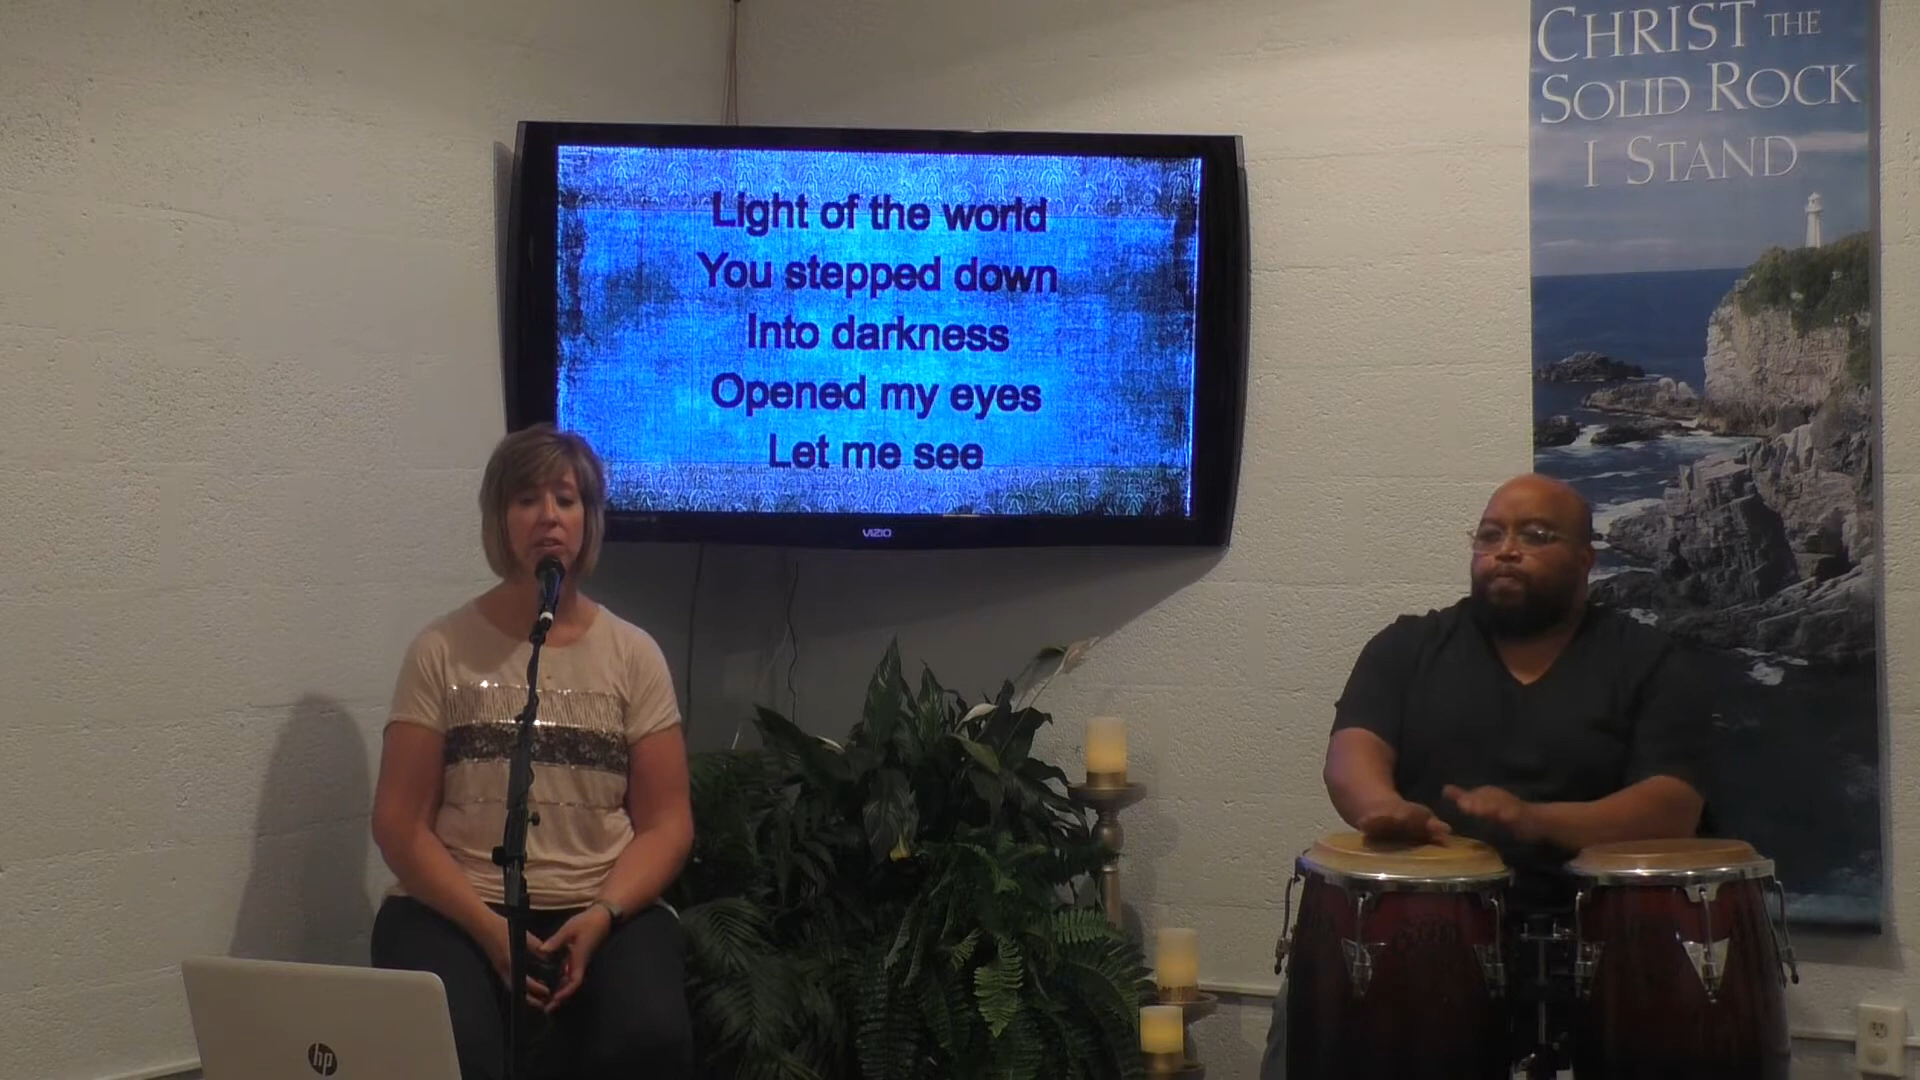 CHRIST THE
SOLID ROCK
I STAND
Light of the world
You stepped down
Into darkness
Opened my eyes
Let me see
VIZIO
hp